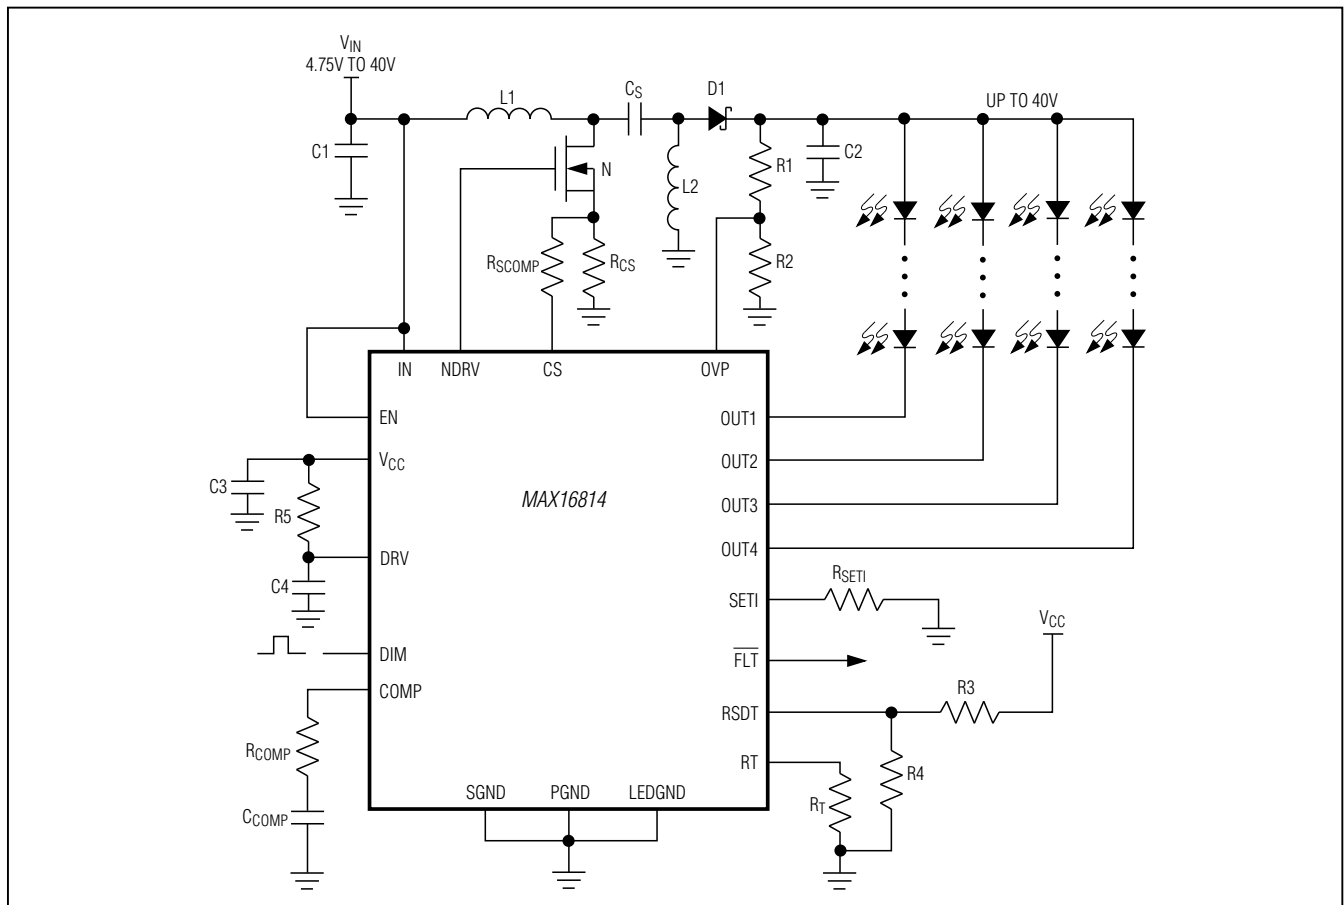 VIN
4.75V TO 40V
L1
CS
D1
UP TO 40V
C1
N
L2
R1
C2
RSCOMP
RCS
R2
IN
NDRV
CS
OVP
EN
OUT1
VCC
OUT2
C3
R5
MAX16814
OUT3
DRV
OUT4
C4
SETI
RSETI
DIM
FLT
VCC
COMP
R3
RSDT
RCOMP
RT
R4
SGND
PGND
LEDGND
RT
CCOMP